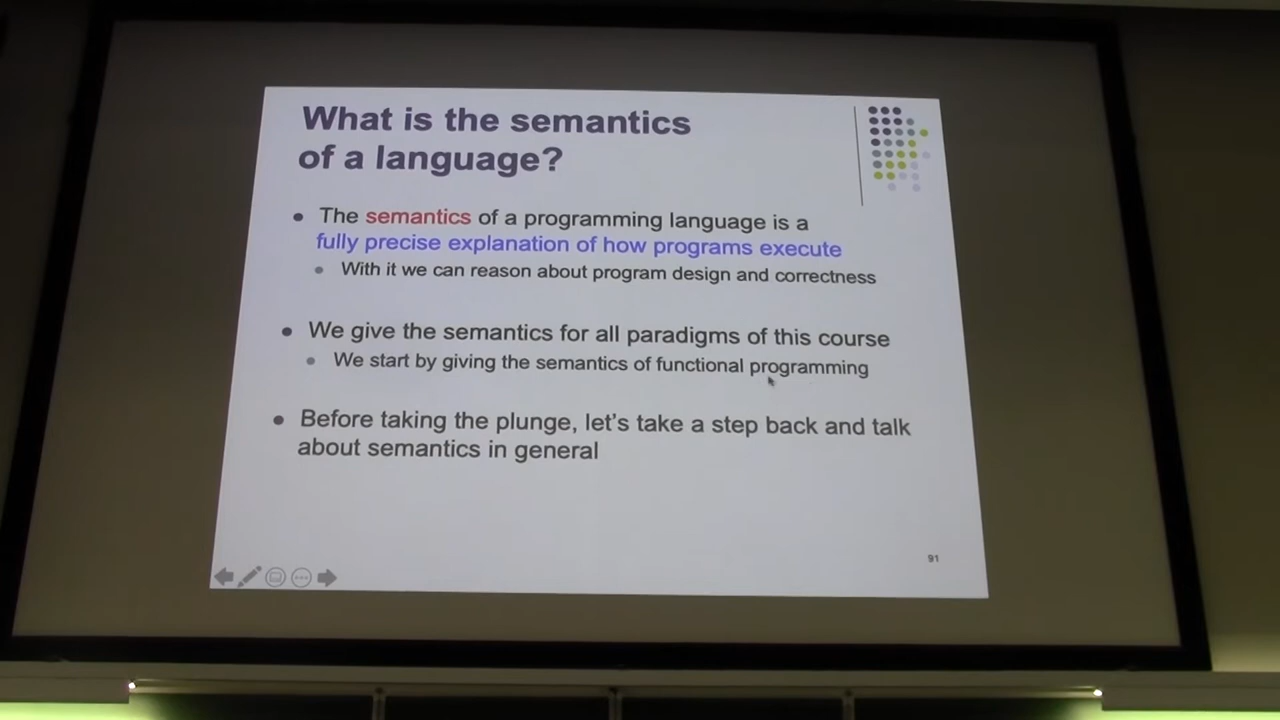 What is the semantics
of a language?
The semantics of a programming language is a
fully precise explanation of how programs execute
With it we can reason about program design and correctness
We give the semantics for all paradigms of this course
We start by giving the semantics of functional programming
Before taking the plunge, let's take a step back and talk
about semantics in general
91